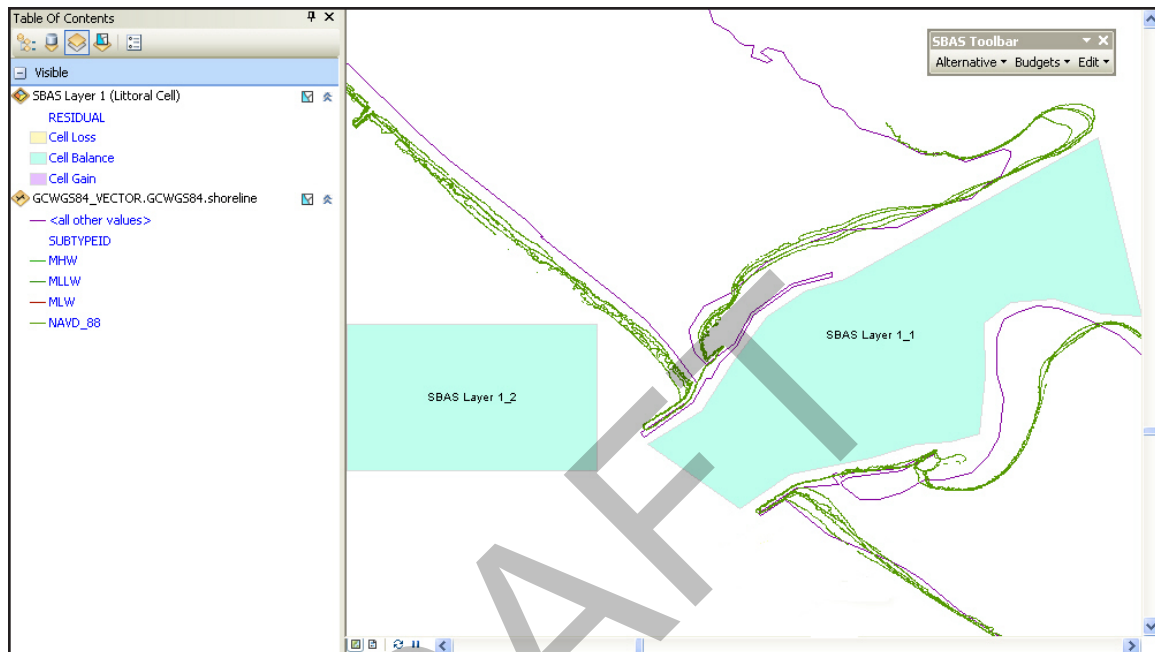 Table Of Contents
Visible
SBAS Layer 1 (Littoral Cell)
RESIDUAL
Cell Loss
Cell Balance
Cell Gain
GCWGS84_VECTOR.GCWGS84.shoreline
<all other values>
SUBTYPEID
MHW
MLLW
MLW
NAVD_88
SBAS Toolbar
Alternative Budgets Edit
SBAS Layer 1_1
SBAS Layer 1_2
AFT